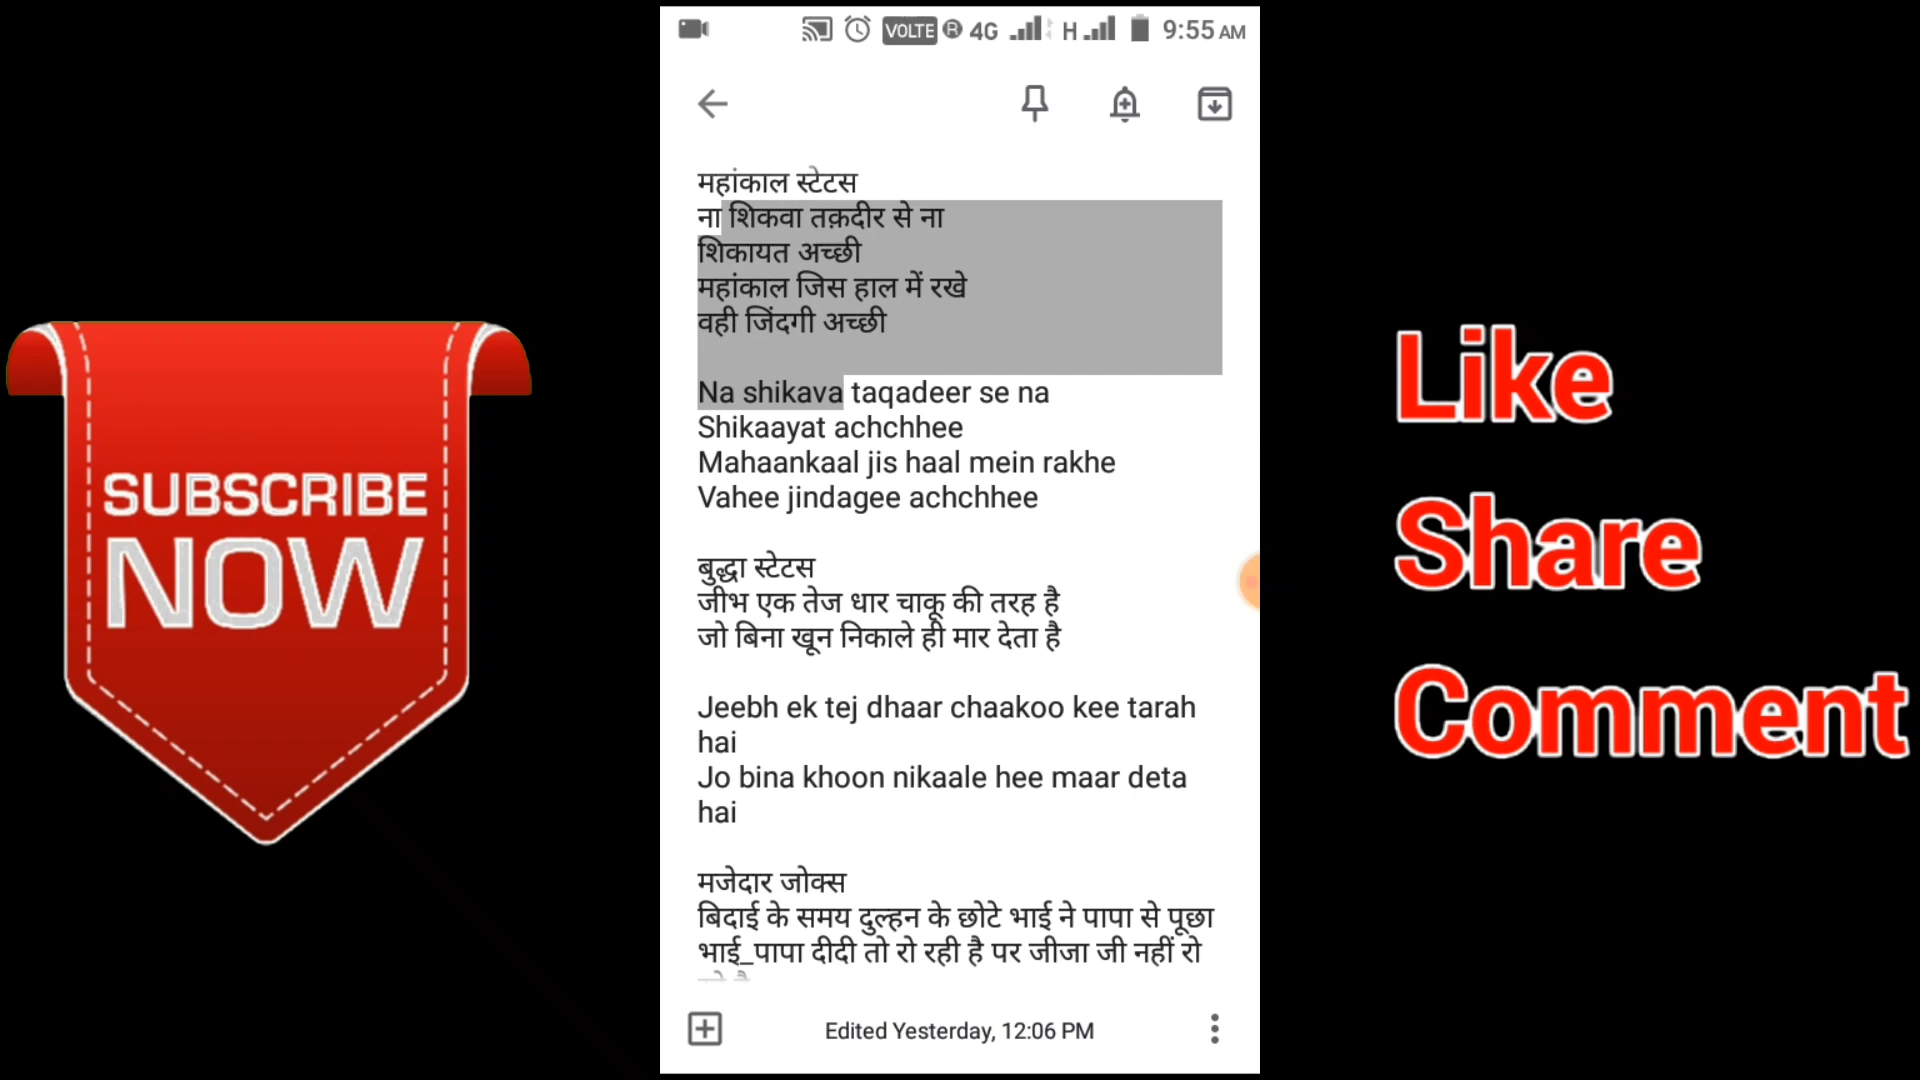 SUBSCRIBE
NOW
VOLTE R 4G H 9:55 AM
महांकाल स्टेटस
ना शिकवा तक़दीर से ना
शिकायत अच्छी
महांकाल जिस हाल में रखे
वही जिंदगी अच्छी
Na shikava taqadeer se na
Shikaayat achchhee
Mahaankaal jis haal mein rakhe
Vahee jindagee achchhee
बुद्धा स्टेटस
जीभ एक तेज धार चाकू की तरह है
जो बिना खून निकाले ही मार देता है
Jeebh ek tej dhaar chaakoo kee tarah
hai
Jo bina khoon nikaale hee maar deta
hai
मजेदार जोक्स
बिदाई के समय दुल्हन के छोटे भाई ने पापा से पूछा
भाई_पापा दीदी तो रो रही है पर जीजा जी नहीं रो
Edited Yesterday, 12:06 PM
Like
Share
Comment